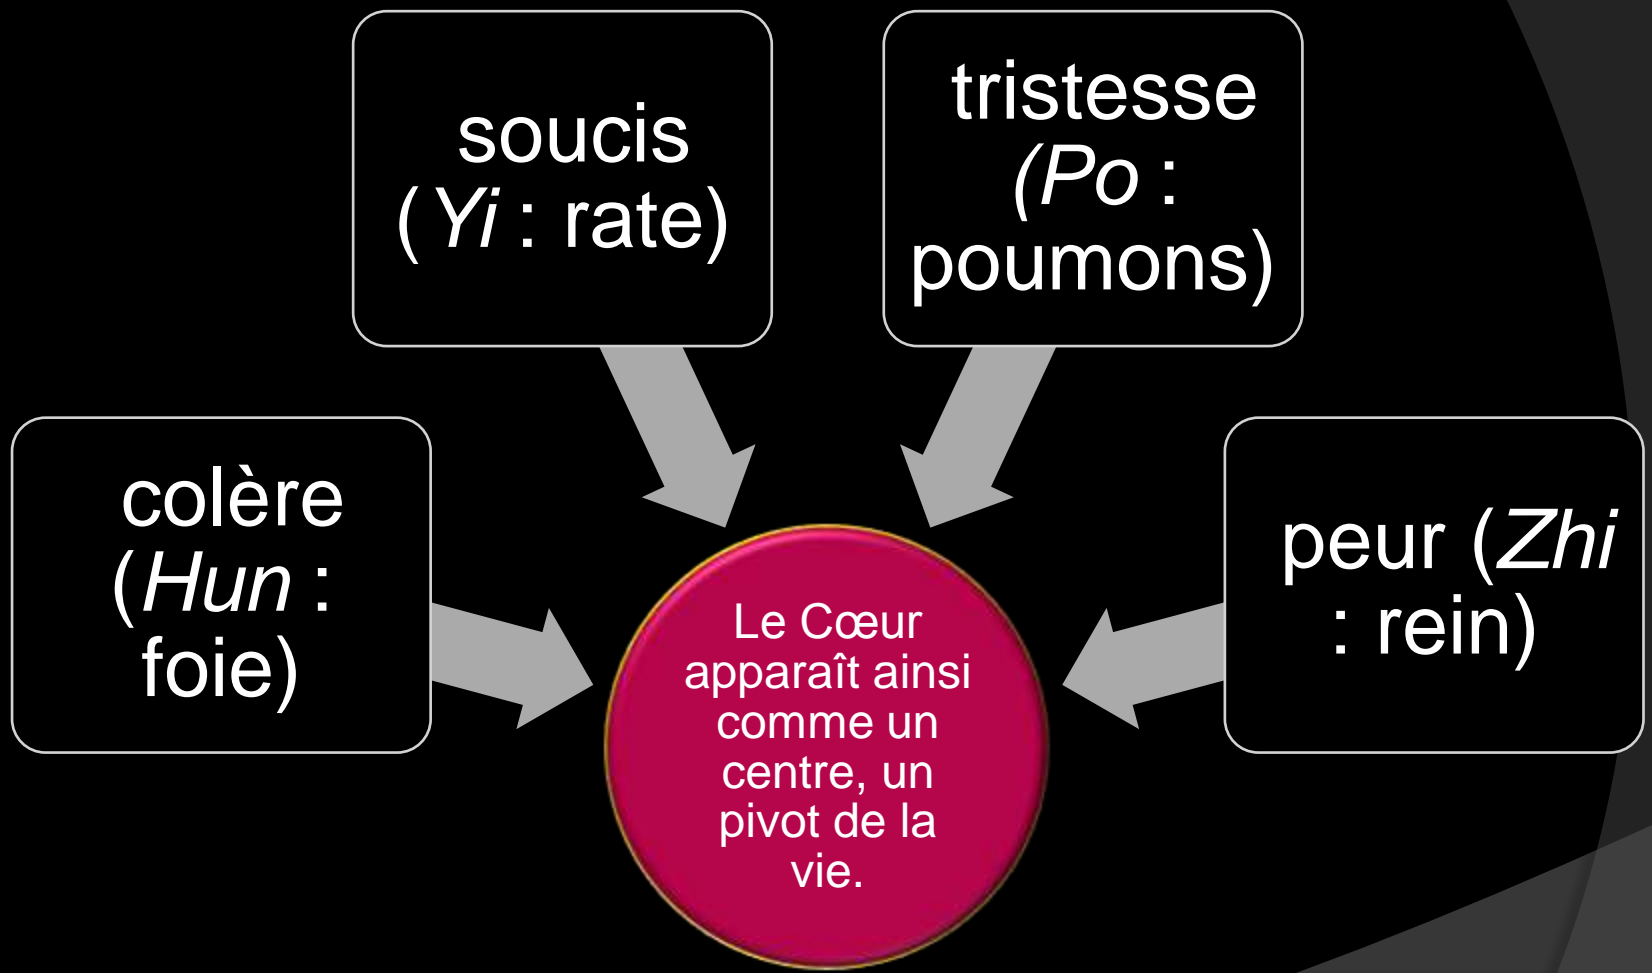 soucis
(Yi : rate)
tristesse
(Po :
poumons)
colère
(Hun :
foie)
peur (Zhi
: rein)
Le Cœur
apparaît ainsi
comme un
centre, un
pivot de la
vie.